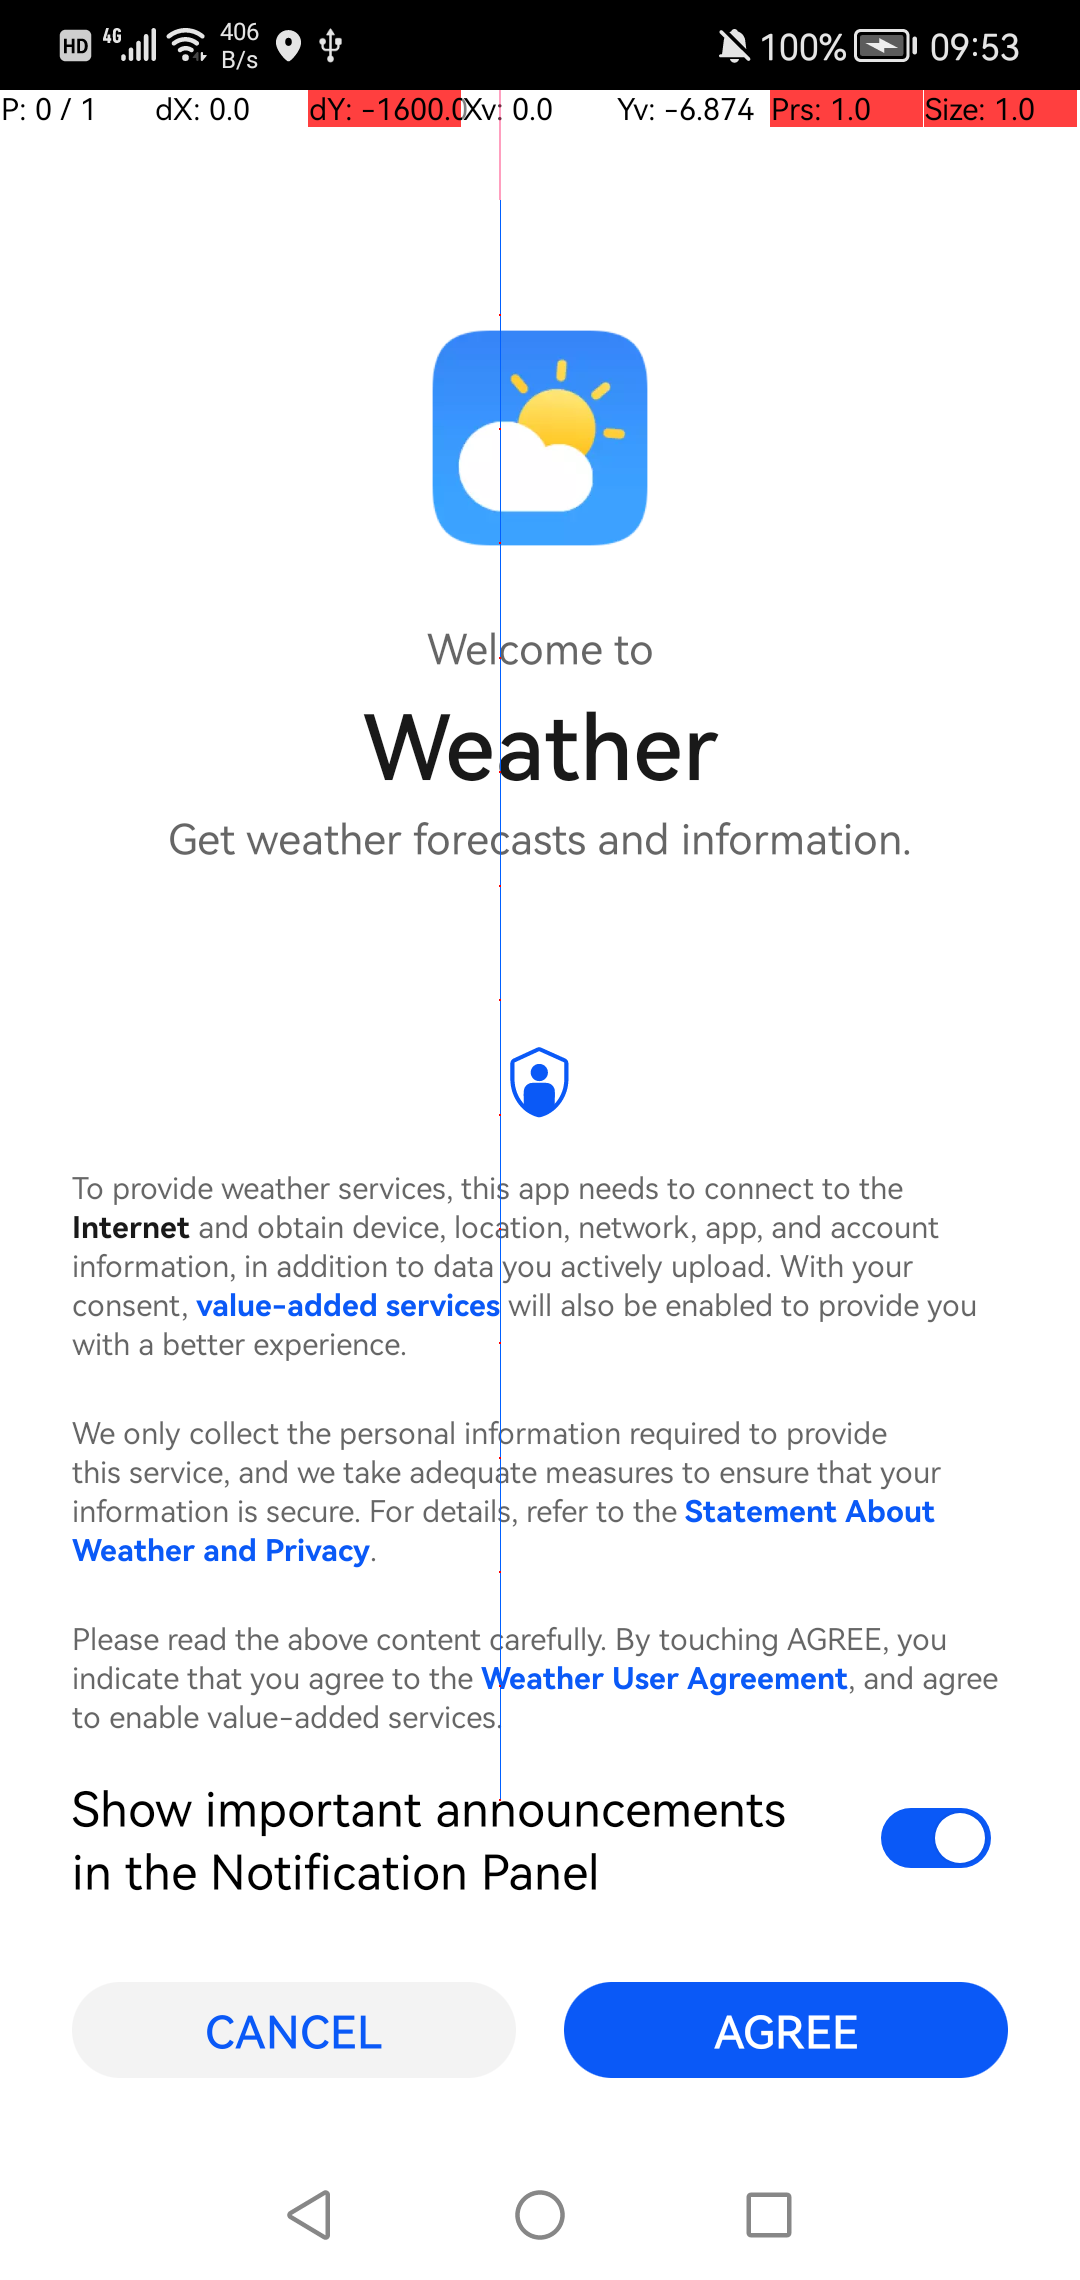 HD 4G 406 B/s 100% 09:53
P: 0 / 1 dX: 0.0 dY: -1600.0 Xv: 0.0 Yv: -6.874 Prs: 1.0 Size: 1.0
Welcome to
Weather
Get weather forecasts and information.
To provide weather services, this app needs to connect to the
Internet and obtain device, location, network, app, and account
information, in addition to data you actively upload. With your
consent, value-added services will also be enabled to provide you
with a better experience.
We only collect the personal information required to provide
this service, and we take adequate measures to ensure that your
information is secure. For details, refer to the Statement About
Weather and Privacy.
Please read the above content carefully. By touching AGREE, you
indicate that you agree to the Weather User Agreement, and agree
to enable value-added services.
Show important announcements
in the Notification Panel
CANCEL AGREE